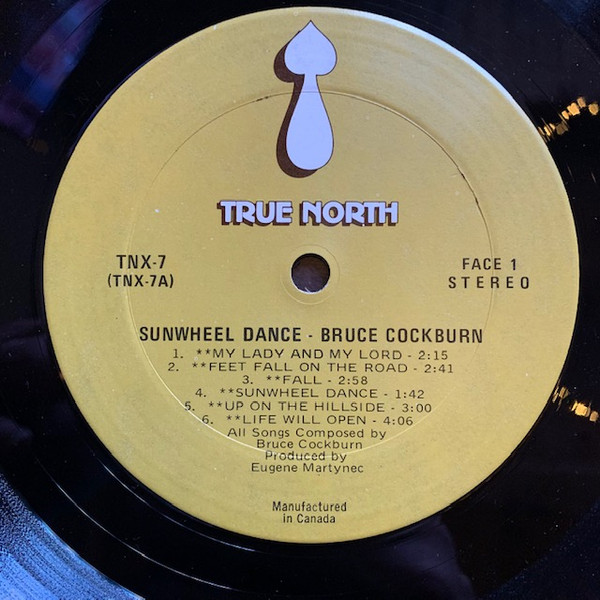 TRUE NORTH
TNX-7
(TNX-7A)
FACE 1
STEREO
SUNWHEEL DANCE - BRUCE COCKBURN
1. **MY LADY AND MY LORD - 2:15
2. **FEET FALL ON THE ROAD - 2:41
3. **FALL - 2:58
4. **SUNWHEEL DANCE - 1:42
5. **UP ON THE HILLSIDE - 3:00
6. **LIFE WILL OPEN - 4:06
All Songs Composed by
Bruce Cockburn
Produced by
Eugene Martynec
Manufactured
in Canada